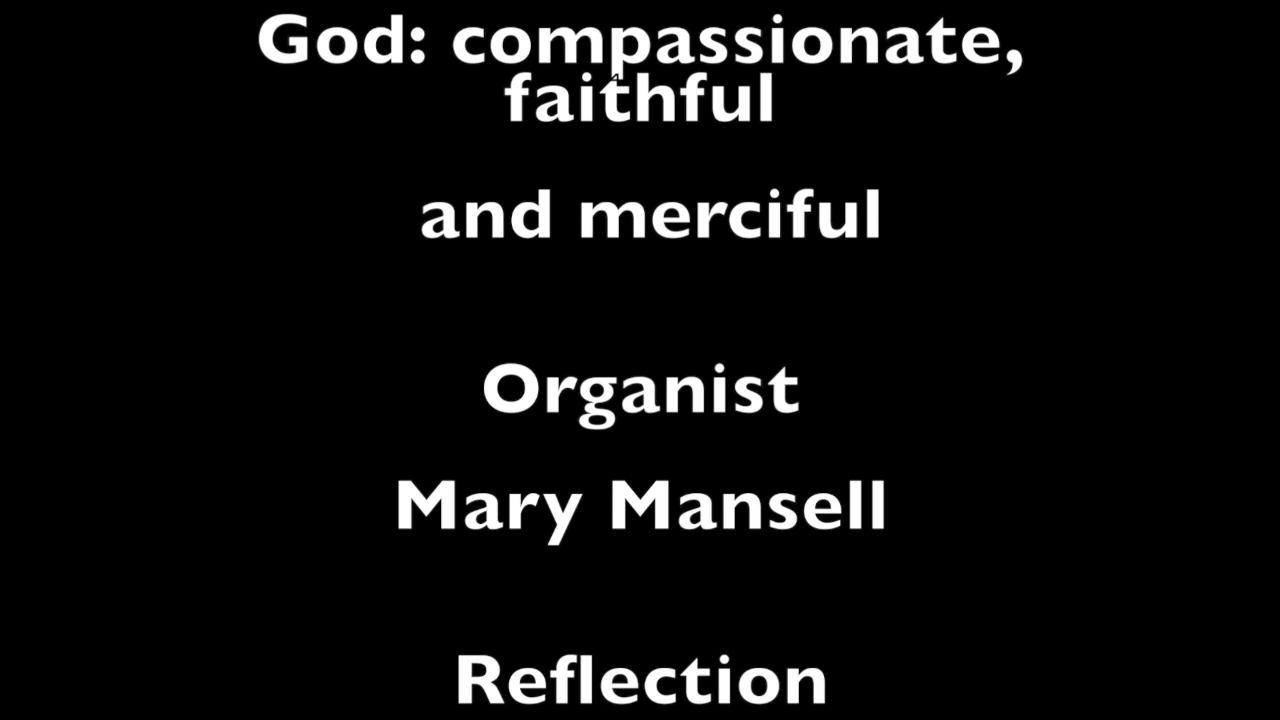 God: compassionate,
faithful
and merciful
Organist
Mary Mansell
Reflection